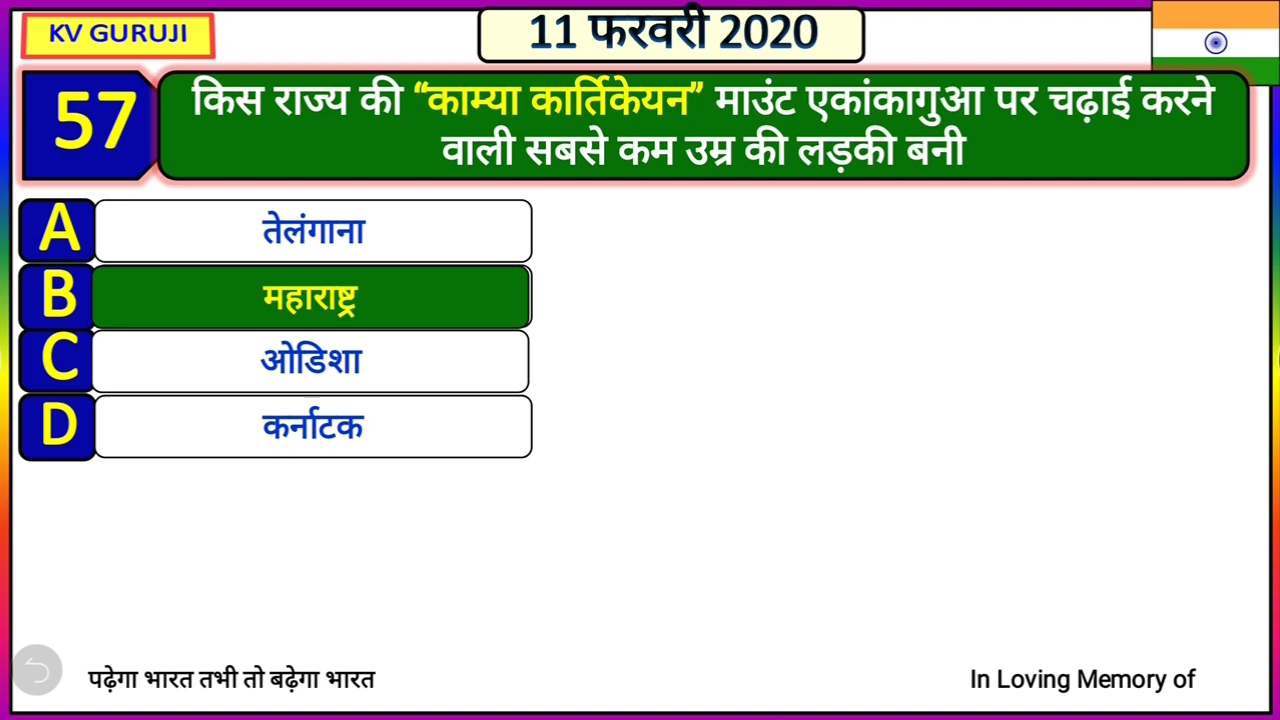 KV GURUJI
11 फरवरी 2020
57
किस राज्य की “काम्या कार्तिकेयन” माउंट एकांकागुआ पर चढ़ाई करने
वाली सबसे कम उम्र की लड़की बनी
A तेलंगाना
B महाराष्ट्र
C ओडिशा
D कर्नाटक
पढ़ेगा भारत तभी तो बढ़ेगा भारत
In Loving Memory of